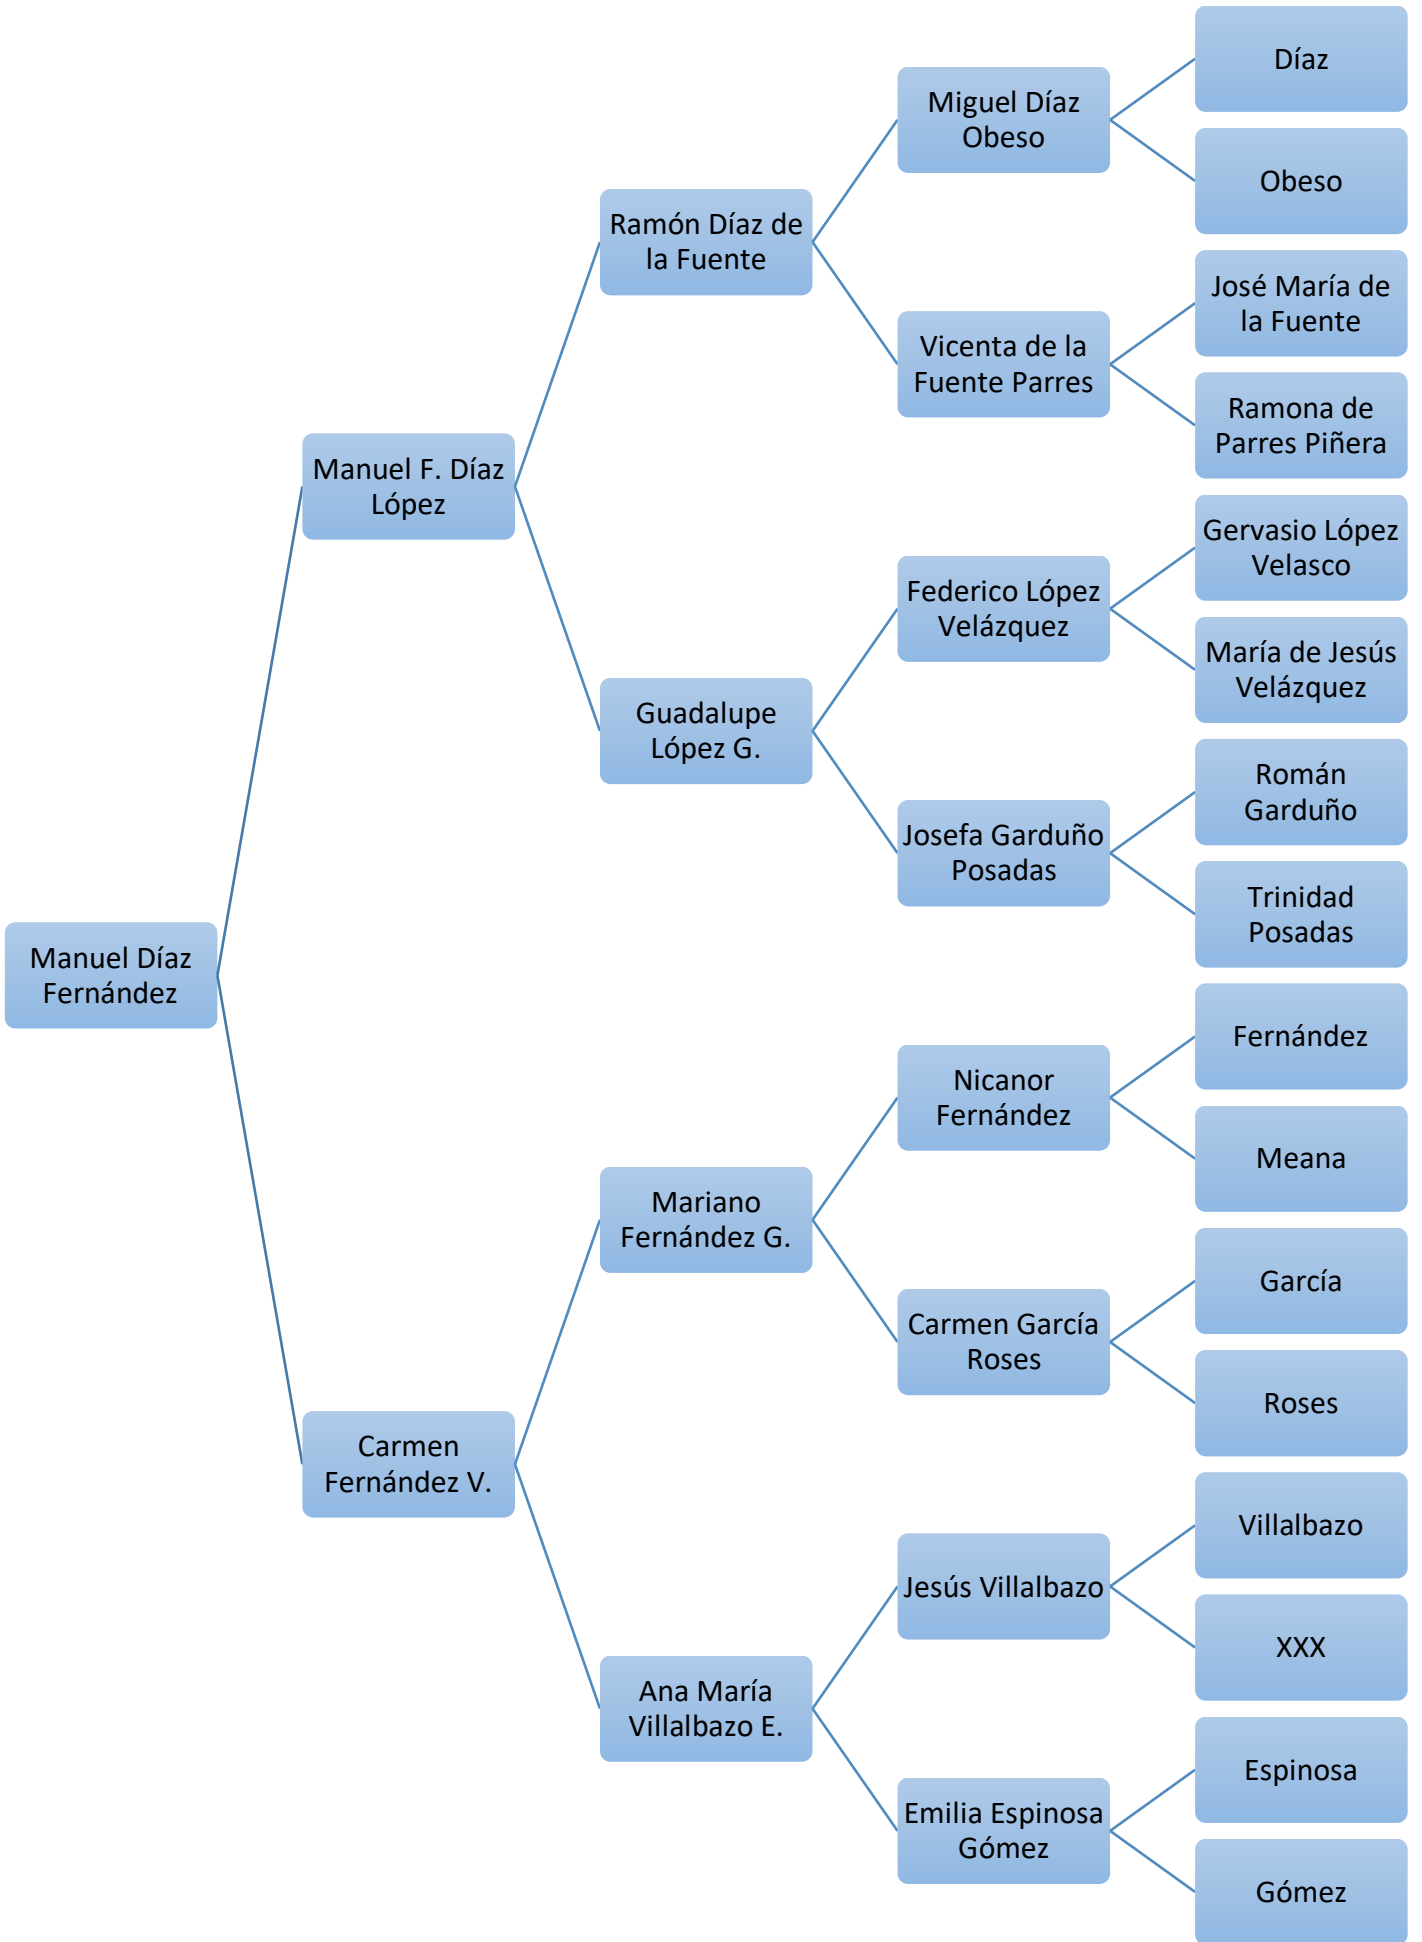 Díaz
Miguel Díaz
Obeso
Obeso
Ramón Díaz de
la Fuente
José María de
la Fuente
Vicenta de la
Fuente Parres
Ramona de
Parres Piñera
Manuel F. Díaz
López
Gervasio López
Velasco
Federico López
Velázquez
María de Jesús
Velázquez
Guadalupe
López G.
Román
Garduño
Josefa Garduño
Posadas
Trinidad
Posadas
Manuel Díaz
Fernández
Fernández
Nicanor
Fernández
Meana
Mariano
Fernández G.
García
Carmen García
Roses
Roses
Carmen
Fernández V.
Villalbazo
Jesús Villalbazo
XXX
Ana María
Villalbazo E.
Espinosa
Emilia Espinosa
Gómez
Gómez